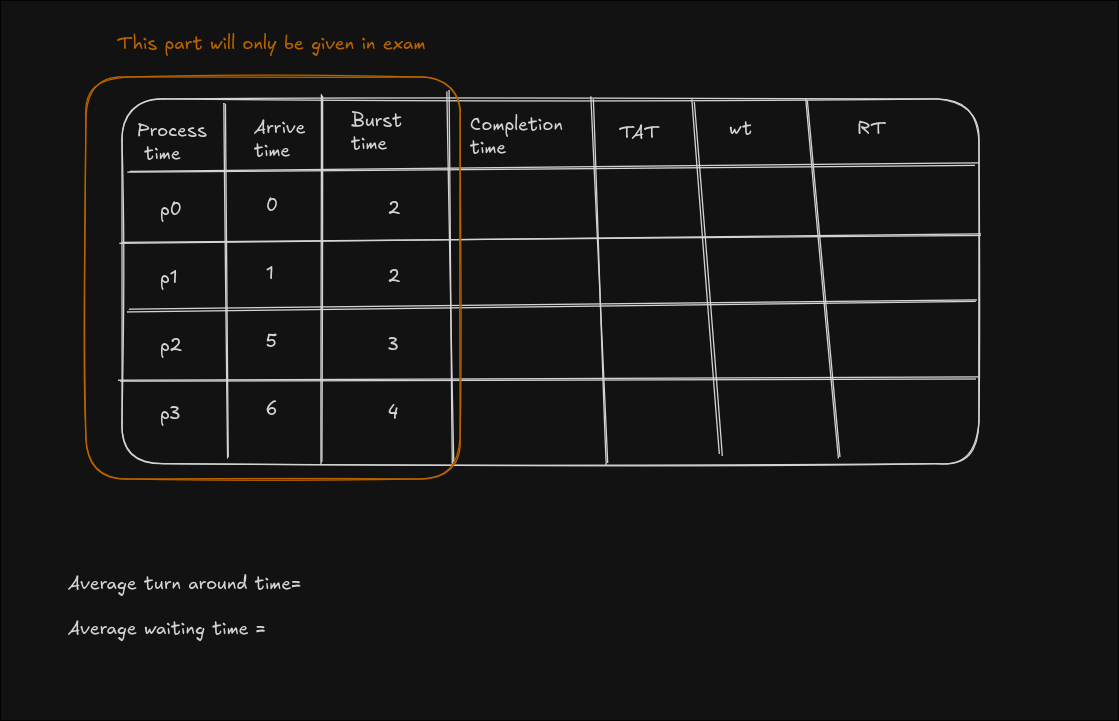 This part will only be given in exam
Process time Arrive time Burst time Completion time TAT wt RT
p0 0 2
p1 1 2
p2 5 3
p3 6 4
Average turn around time=
Average waiting time =